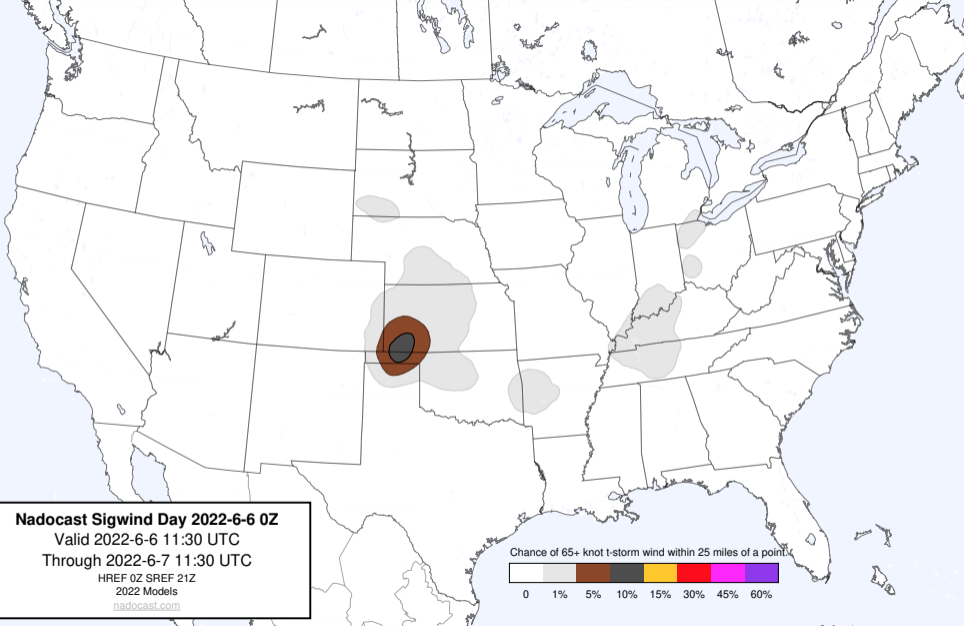 Nadocast Sigwind Day 2022-6-6 0Z
Valid 2022-6-6 11:30 UTC
Through 2022-6-7 11:30 UTC
HREF 0Z SREF 21Z
2022 Models
nadocast.com
Chance of 65+ knot t-storm wind within 25 miles of a point.
0 1% 5% 10% 15% 30% 45% 60%